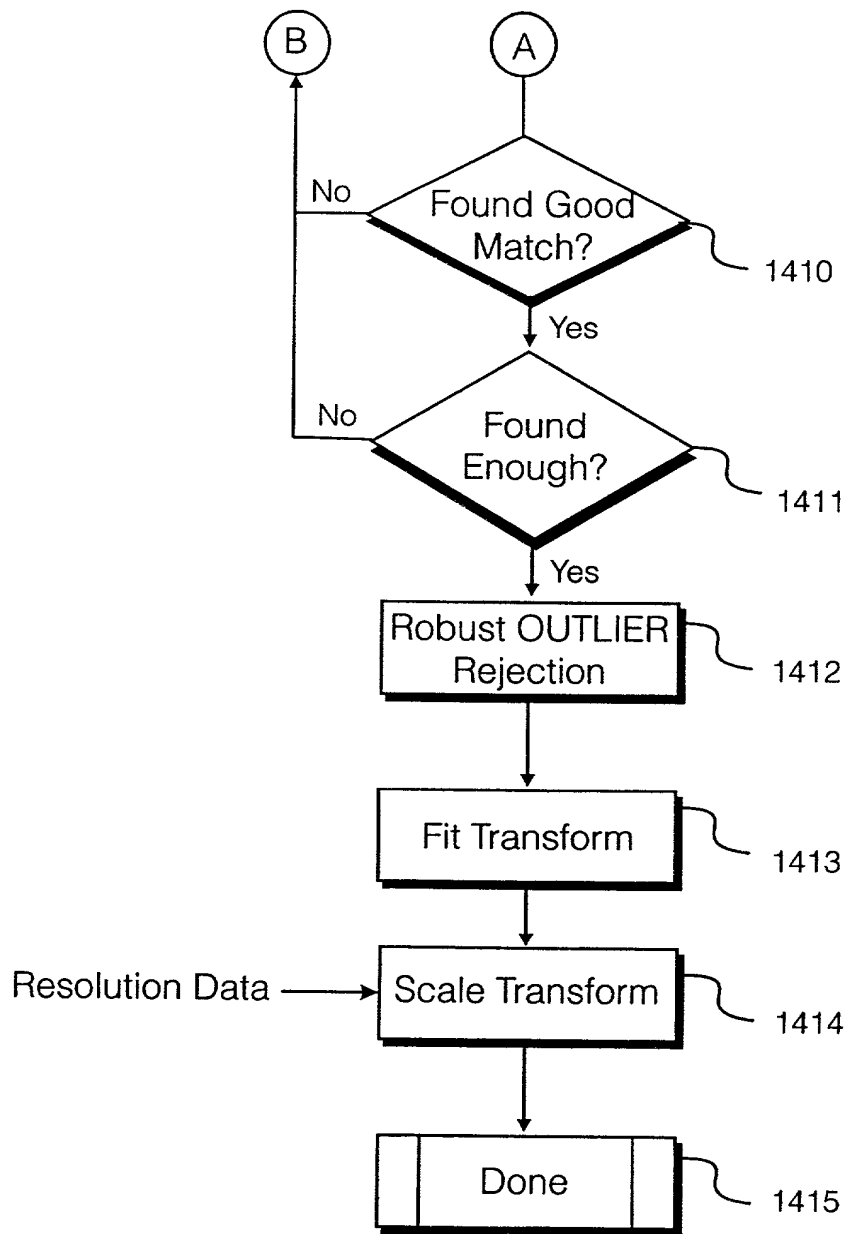 B
A
No
Found Good
Match?
1410
Yes
No
Found
Enough?
1411
Yes
Robust OUTLIER
Rejection
1412
Fit Transform
1413
Resolution Data
Scale Transform
1414
Done
1415